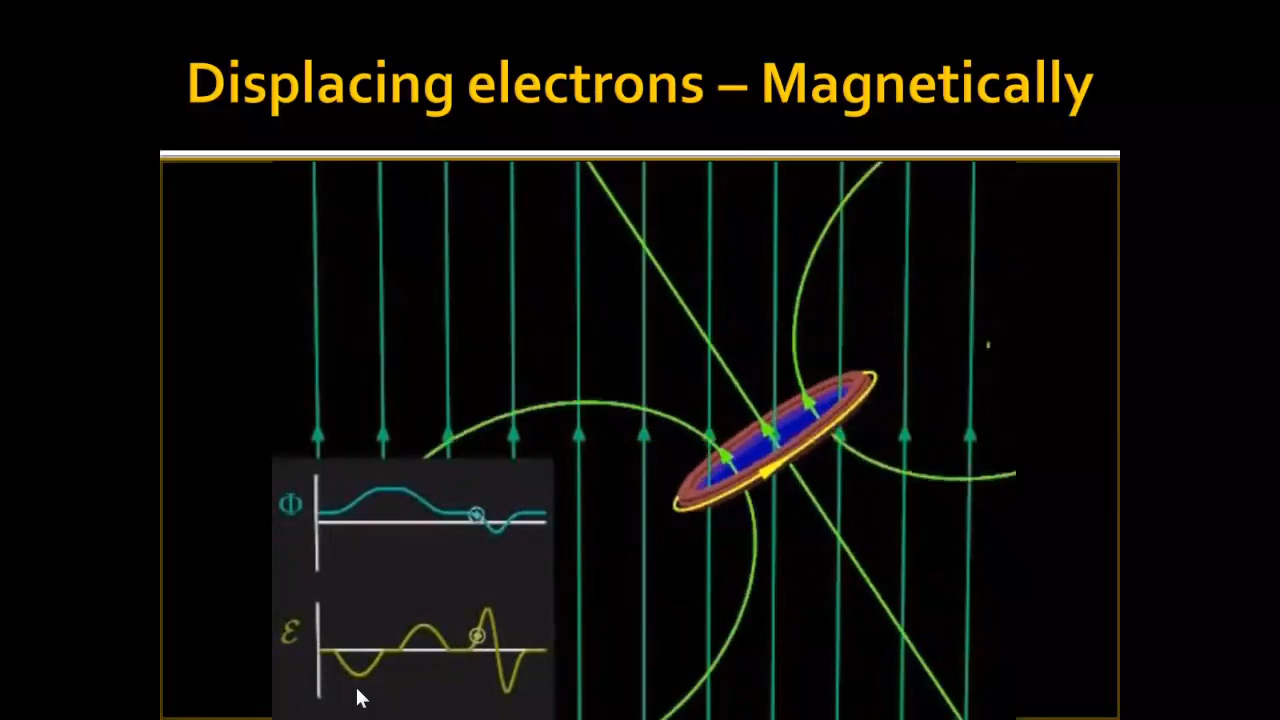 Displacing electrons – Magnetically
Φ
ℰ